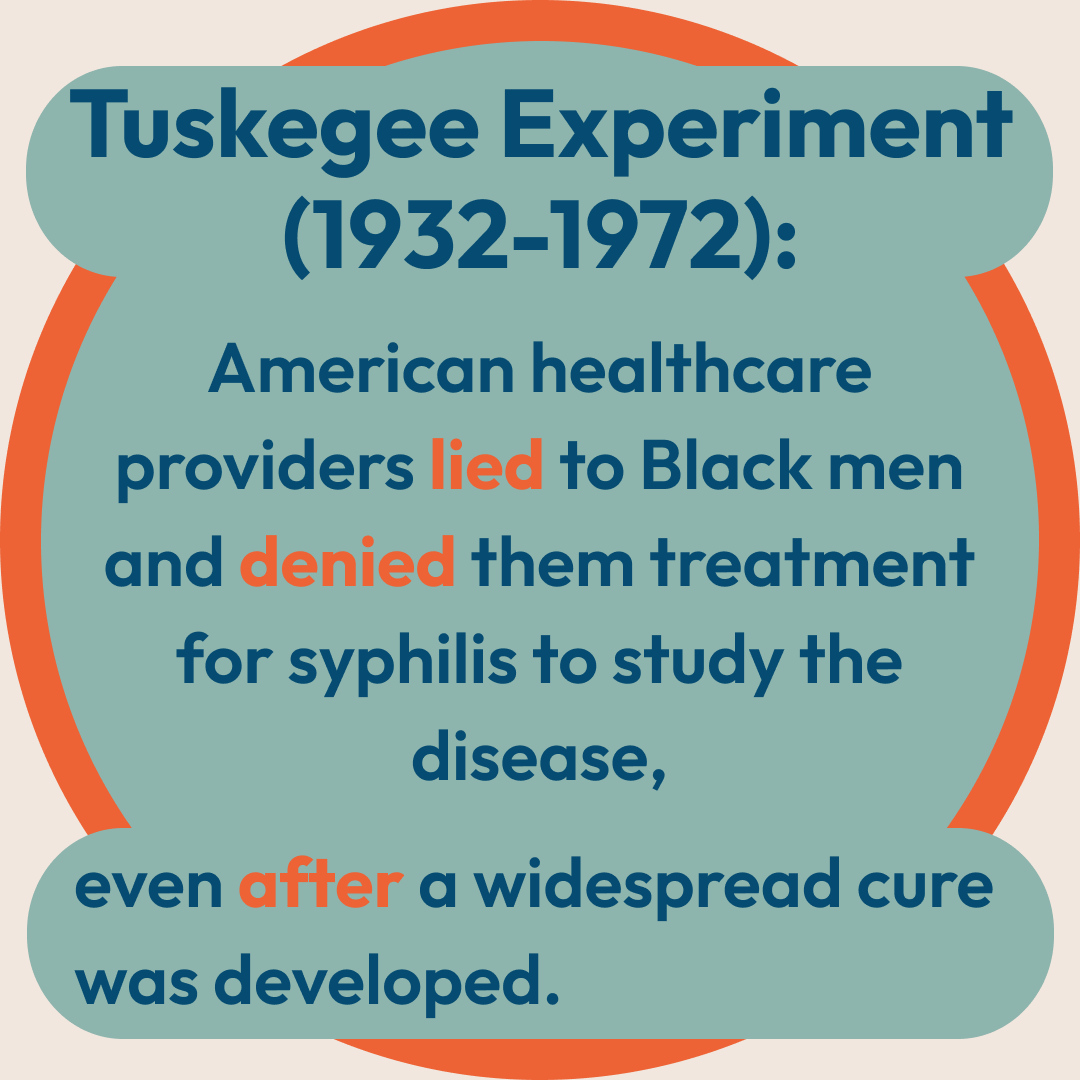 Tuskegee Experiment
(1932-1972):
American healthcare
providers lied to Black men
and denied them treatment
for syphilis to study the
disease,
even after a widespread cure
was developed.